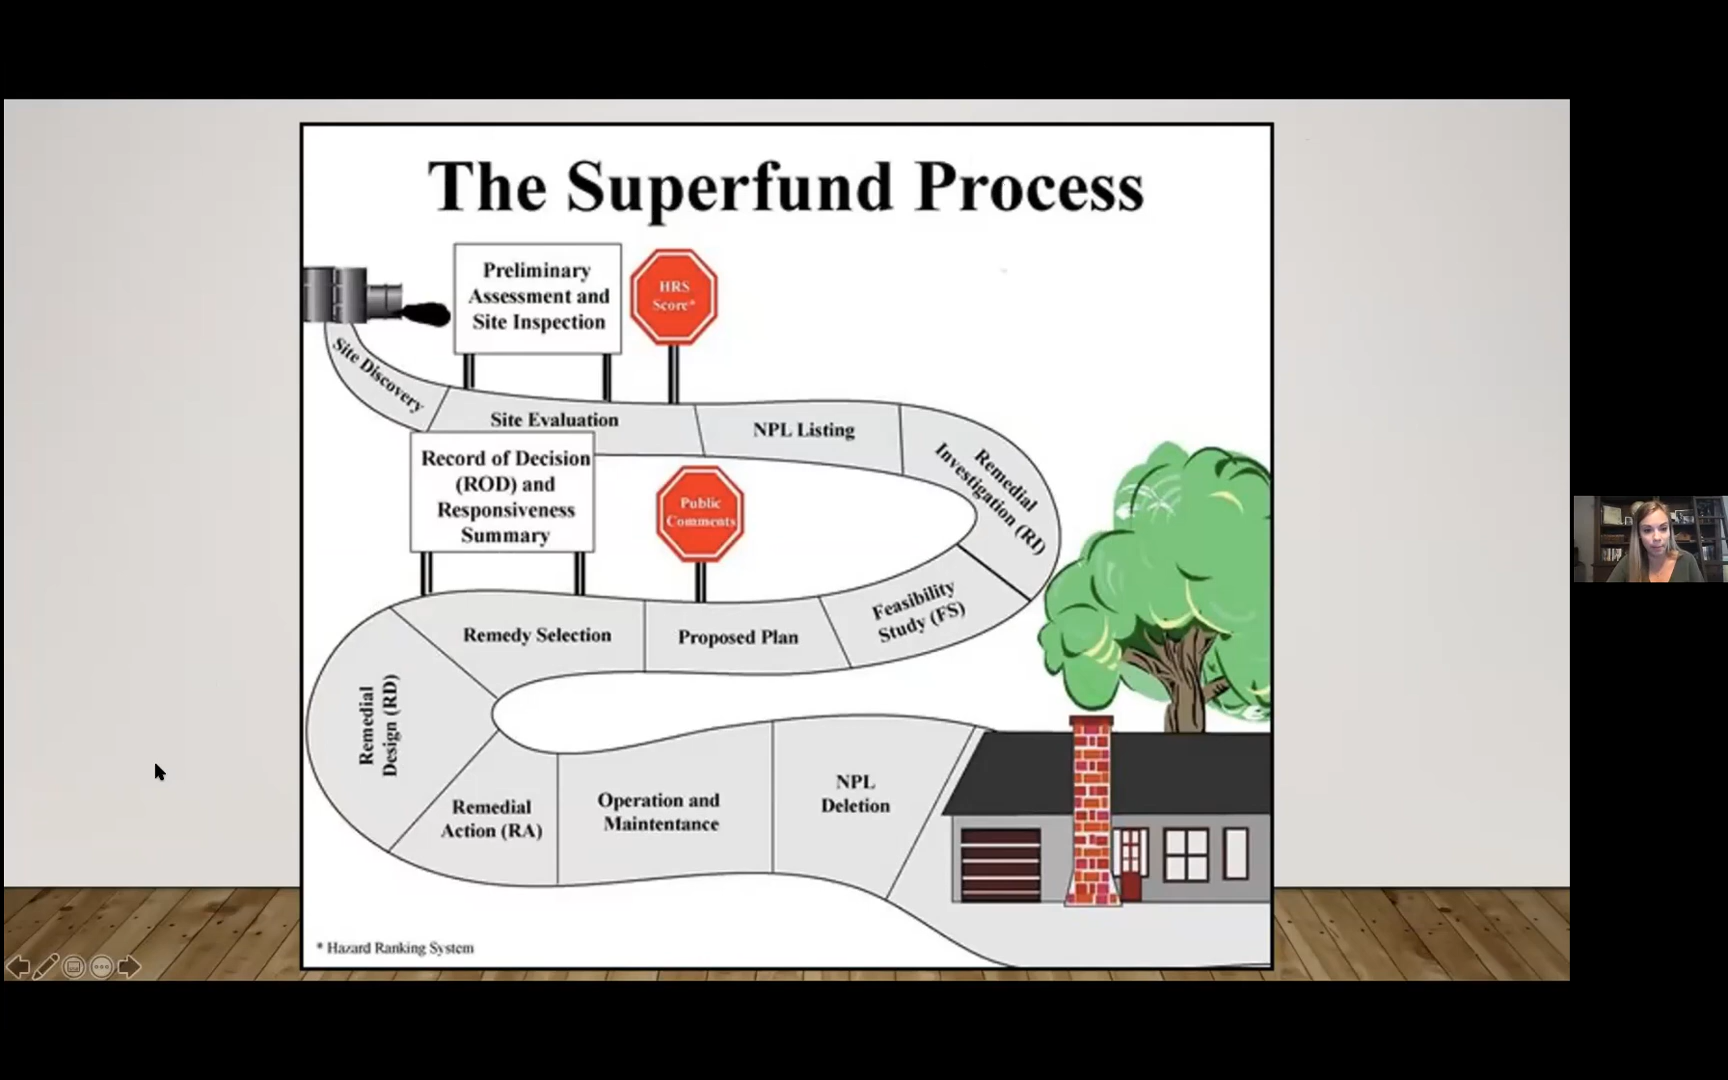 The Superfund Process
Preliminary
Assessment and
Site Inspection
HRS
Score*
Site Discovery
Site Evaluation
NPL Listing
Remedial
Investigation (RI)
Record of Decision
(ROD) and
Responsiveness
Summary
Public
Comments
Feasibility
Study (FS)
Proposed Plan
Remedy Selection
Remedial
Design (RD)
Remedial
Action (RA)
Operation and
Maintentance
NPL
Deletion
* Hazard Ranking System